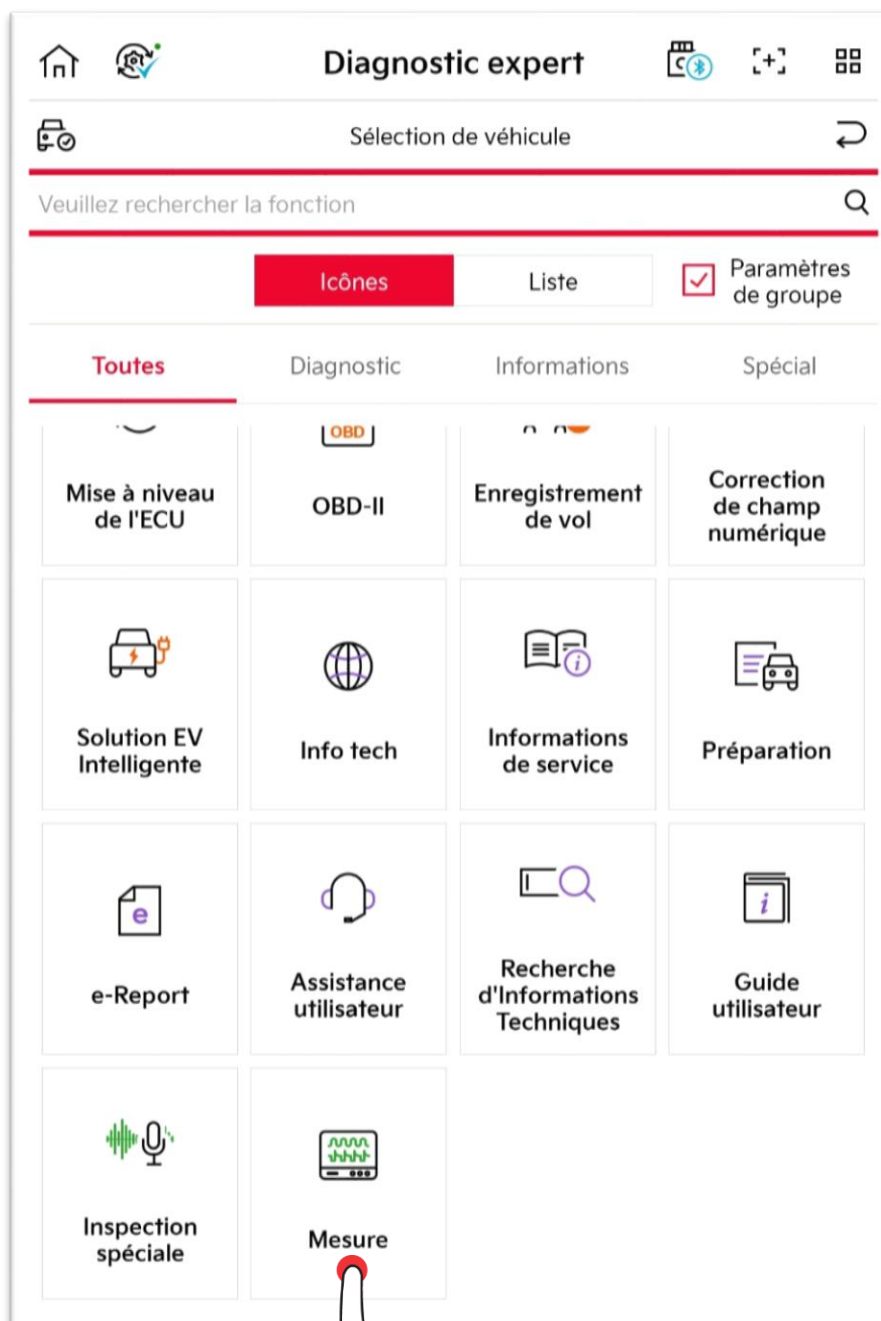 Diagnostic expert
Sélection de véhicule
Veuillez rechercher la fonction
Icônes
Liste
Paramètres
de groupe
Toutes
Diagnostic
Informations
Spécial
OBD
Mise à niveau
de l'ECU
OBD-II
Enregistrement
de vol
Correction
de champ
numérique
Solution EV
Intelligente
Info tech
i
Informations
de service
Préparation
e
e-Report
Assistance
utilisateur
Recherche
d'Informations
Techniques
i
Guide
utilisateur
Inspection
spéciale
Mesure